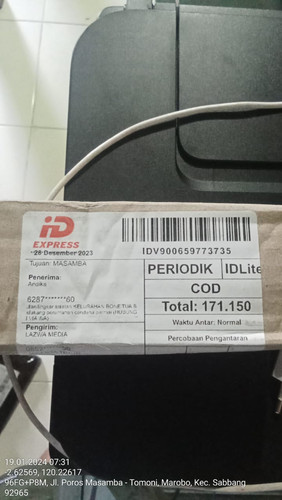 iD
EXPRESS
28 Desember 2023
Tujuan: MASAMBA
Penerima:
6287*******60
Pengirim:
LAZWA MEDIA
IDV900659773735
PERIODIK
IDLite
COD
Total: 171.150
Waktu Antar: Normal
Percobaan Pengantaran
19.01.2024 07:31
-2.62569, 120.22617
96FG+P8M, Jl. Poros Masamba - Tomoni, Marobo, Kec. Sabbang
92965